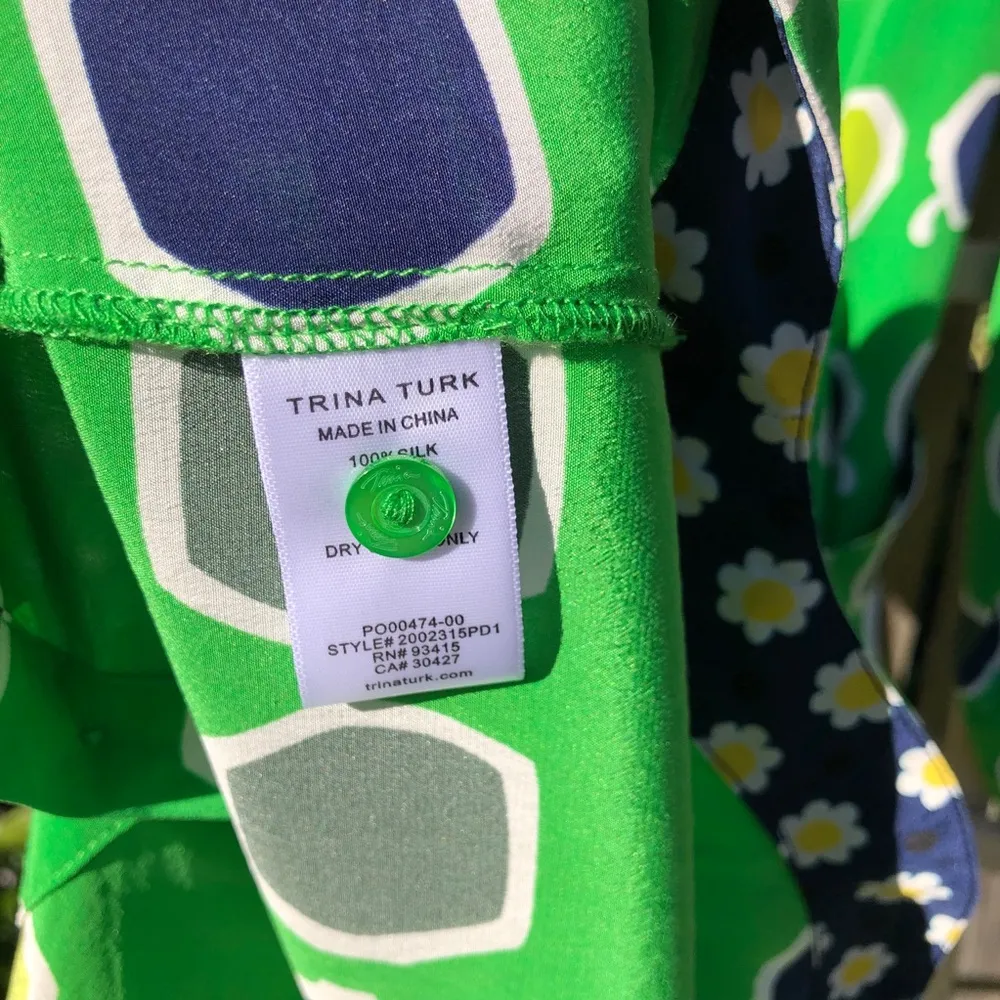 TRINA TURK
MADE IN CHINA
100% SILK
DRY ONLY
PO00474-00
STYLE# 2002315PD1
RN# 93415
CA# 30427
trinaturk.com